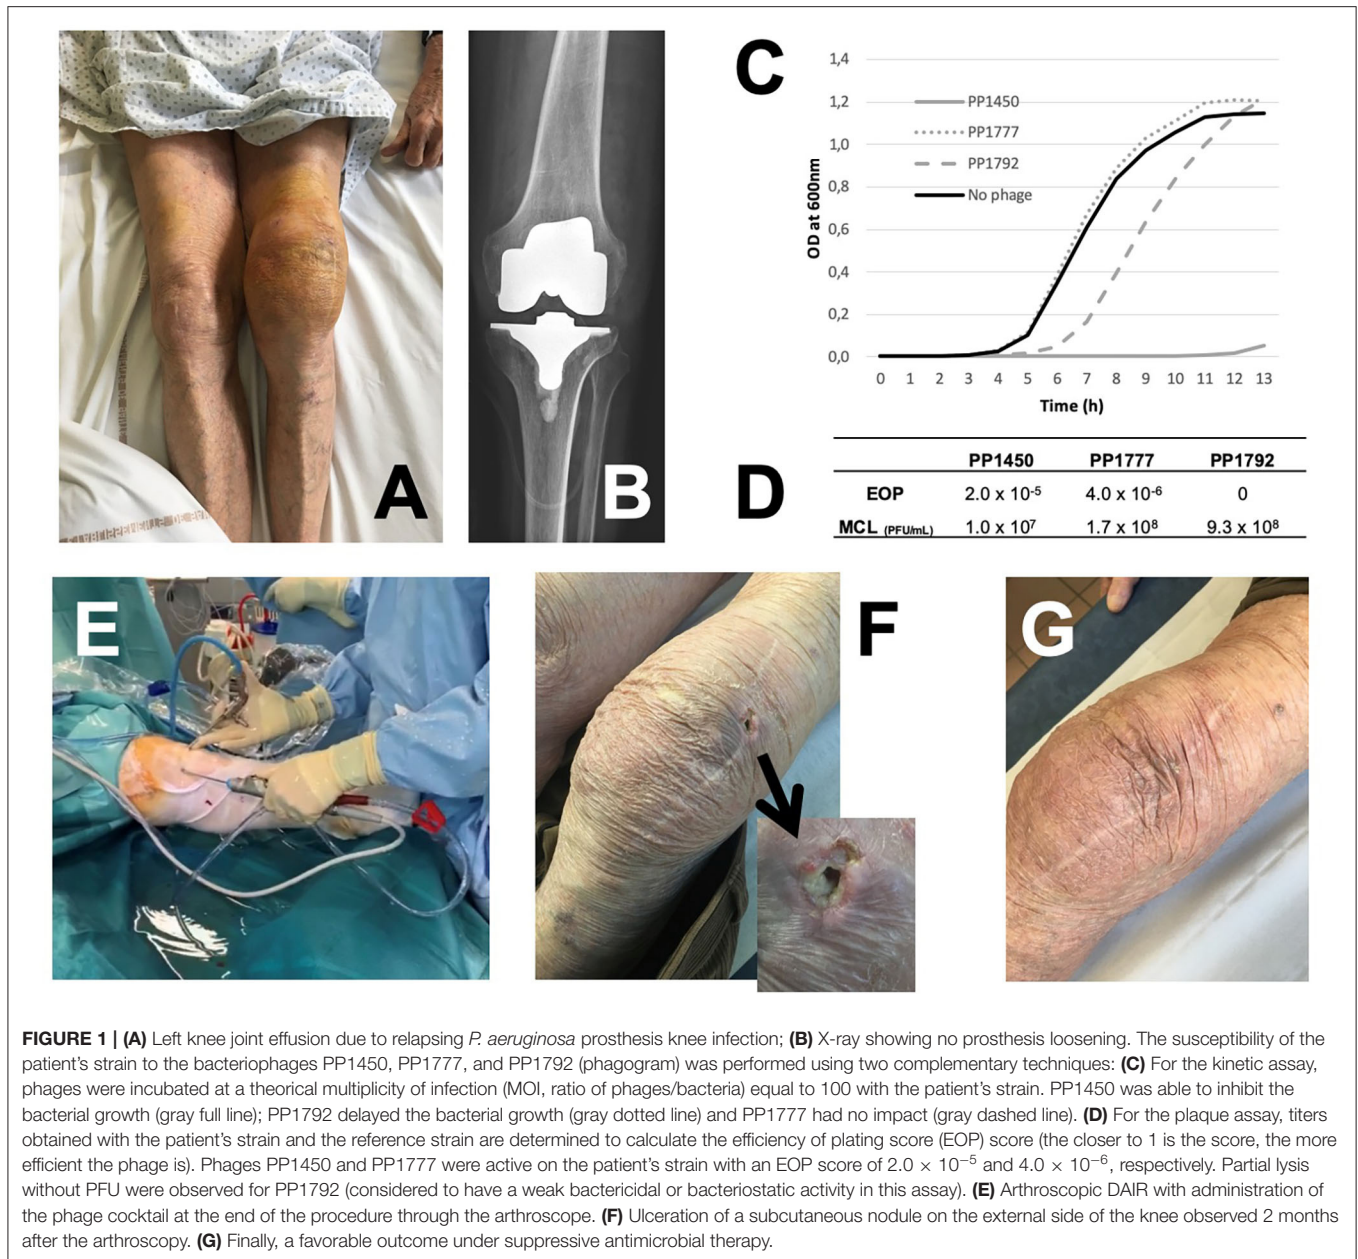 A
B
C
1,4
1,2
1,0
0,8
0,6
0,4
0,2
0,0
OD at 600nm
PP1450
PP1777
PP1792
No phage
0 1 2 3 4 5 6 7 8 9 10 11 12 13
Time (h)
D
PP1450 PP1777 PP1792
EOP 2.0 x 10⁻⁵ 4.0 x 10⁻⁶ 0
MCL (PFU/mL) 1.0 x 10⁷ 1.7 x 10⁸ 9.3 x 10⁸
E
F
G
FIGURE 1 | (A) Left knee joint effusion due to relapsing P. aeruginosa prosthesis knee infection; (B) X-ray showing no prosthesis loosening. The susceptibility of the
patient's strain to the bacteriophages PP1450, PP1777, and PP1792 (phagogram) was performed using two complementary techniques: (C) For the kinetic assay,
phages were incubated at a theorical multiplicity of infection (MOI, ratio of phages/bacteria) equal to 100 with the patient's strain. PP1450 was able to inhibit the
bacterial growth (gray full line); PP1792 delayed the bacterial growth (gray dotted line) and PP1777 had no impact (gray dashed line). (D) For the plaque assay, titers
obtained with the patient's strain and the reference strain are determined to calculate the efficiency of plating score (EOP) score (the closer to 1 is the score, the more
efficient the phage is). Phages PP1450 and PP1777 were active on the patient's strain with an EOP score of 2.0 × 10⁻⁵ and 4.0 × 10⁻⁶, respectively. Partial lysis
without PFU were observed for PP1792 (considered to have a weak bactericidal or bacteriostatic activity in this assay). (E) Arthroscopic DAIR with administration of
the phage cocktail at the end of the procedure through the arthroscope. (F) Ulceration of a subcutaneous nodule on the external side of the knee observed 2 months
after the arthroscopy. (G) Finally, a favorable outcome under suppressive antimicrobial therapy.